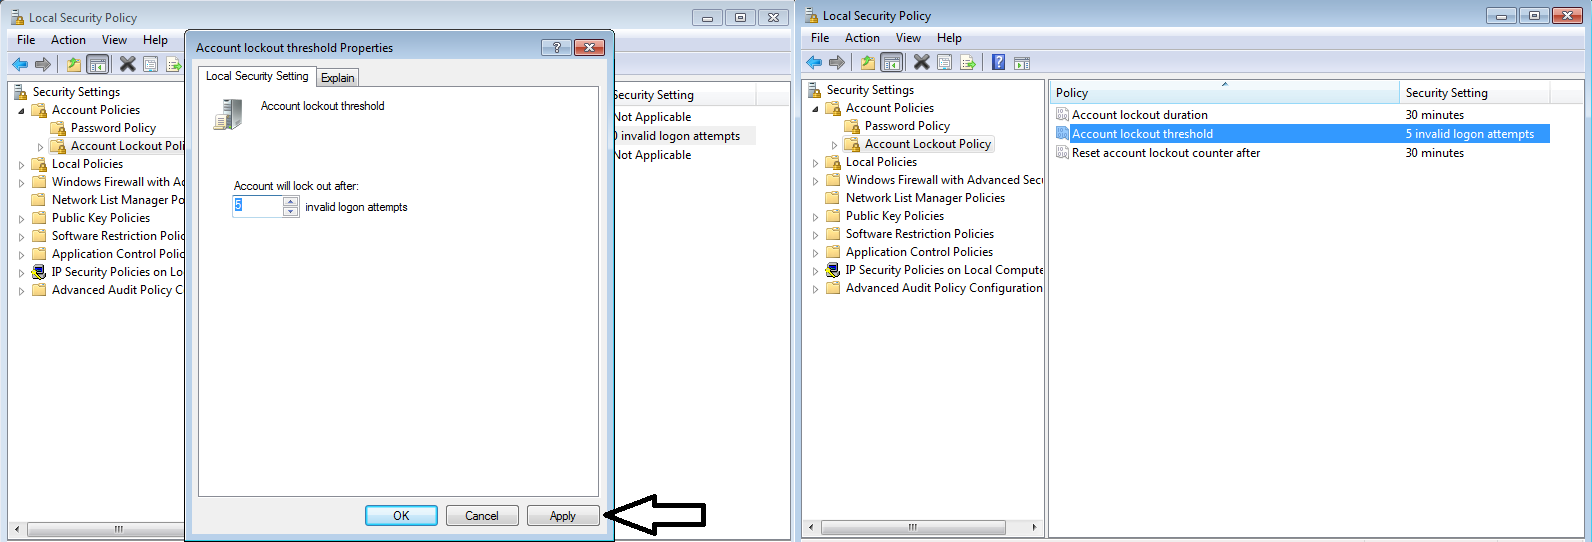 Local Security Policy
File Action View Help
Account lockout threshold Properties
Local Security Setting Explain
Account lockout threshold
Account will lock out after:
5 invalid logon attempts
OK Cancel Apply
Security Settings
Account Policies
Password Policy
Account Lockout Poli
Local Policies
Windows Firewall with Ad
Network List Manager Po
Public Key Policies
Software Restriction Polic
Application Control Polic
IP Security Policies on Lo
Advanced Audit Policy C
ecurity Setting
Not Applicable
0 invalid logon attempts
Not Applicable
Local Security Policy
File Action View Help
Security Settings
Account Policies
Password Policy
Account Lockout Policy
Local Policies
Windows Firewall with Advanced Secu
Network List Manager Policies
Public Key Policies
Software Restriction Policies
Application Control Policies
IP Security Policies on Local Compute
Advanced Audit Policy Configuration
Policy Security Setting
Account lockout duration 30 minutes
Account lockout threshold 5 invalid logon attempts
Reset account lockout counter after 30 minutes